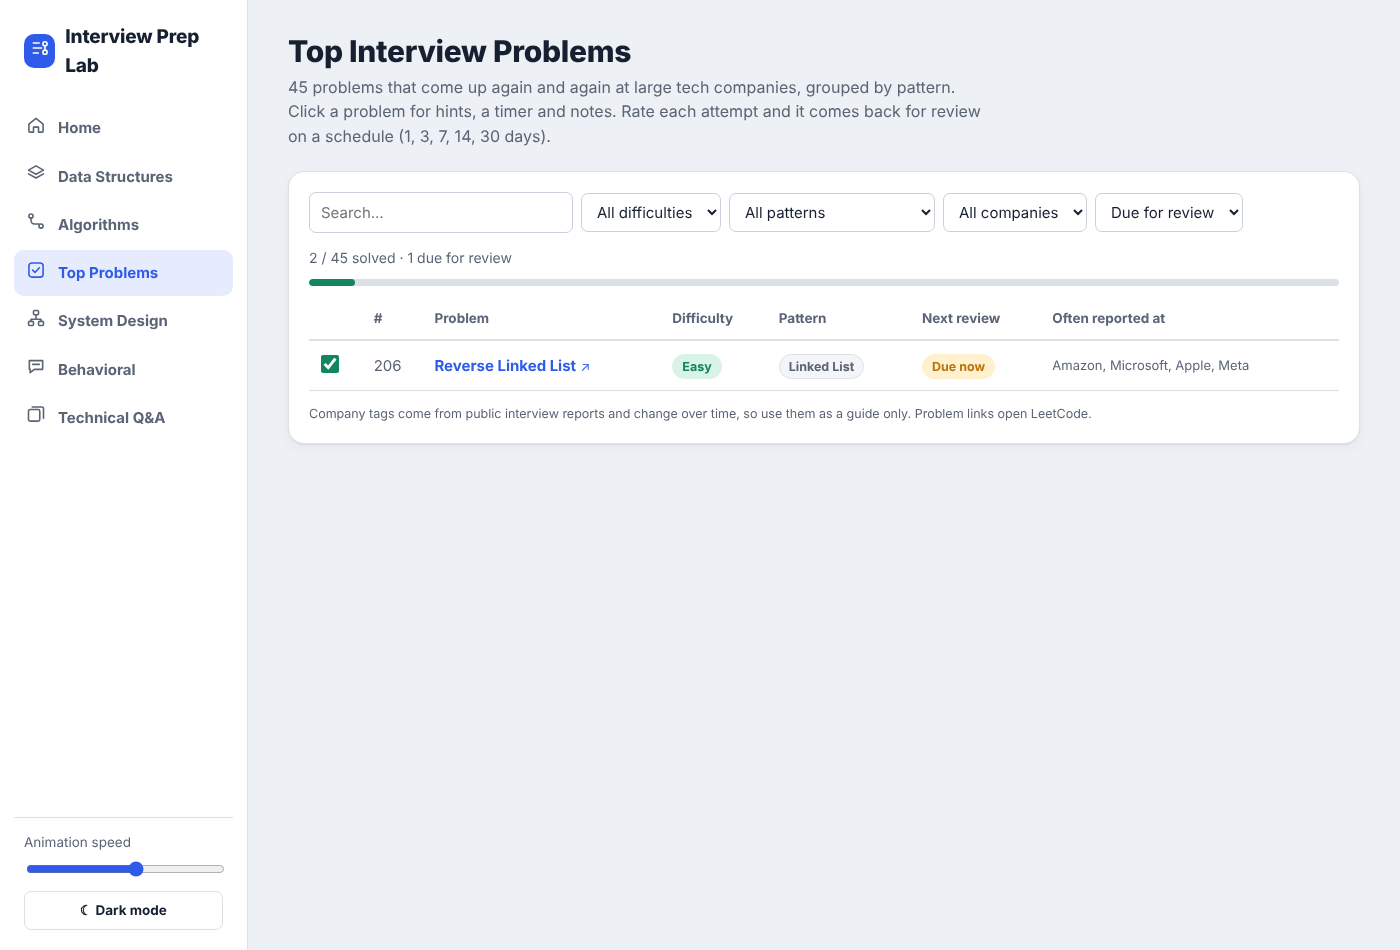 Interview Prep
Lab
Home
Data Structures
Algorithms
Top Problems
System Design
Behavioral
Technical Q&A
Animation speed
☾ Dark mode
Top Interview Problems
45 problems that come up again and again at large tech companies, grouped by pattern.
Click a problem for hints, a timer and notes. Rate each attempt and it comes back for review
on a schedule (1, 3, 7, 14, 30 days).
Search... All difficulties All patterns All companies Due for review
2 / 45 solved · 1 due for review
# Problem Difficulty Pattern Next review Often reported at
206 Reverse Linked List ↗ Easy Linked List Due now Amazon, Microsoft, Apple, Meta
Company tags come from public interview reports and change over time, so use them as a guide only. Problem links open LeetCode.